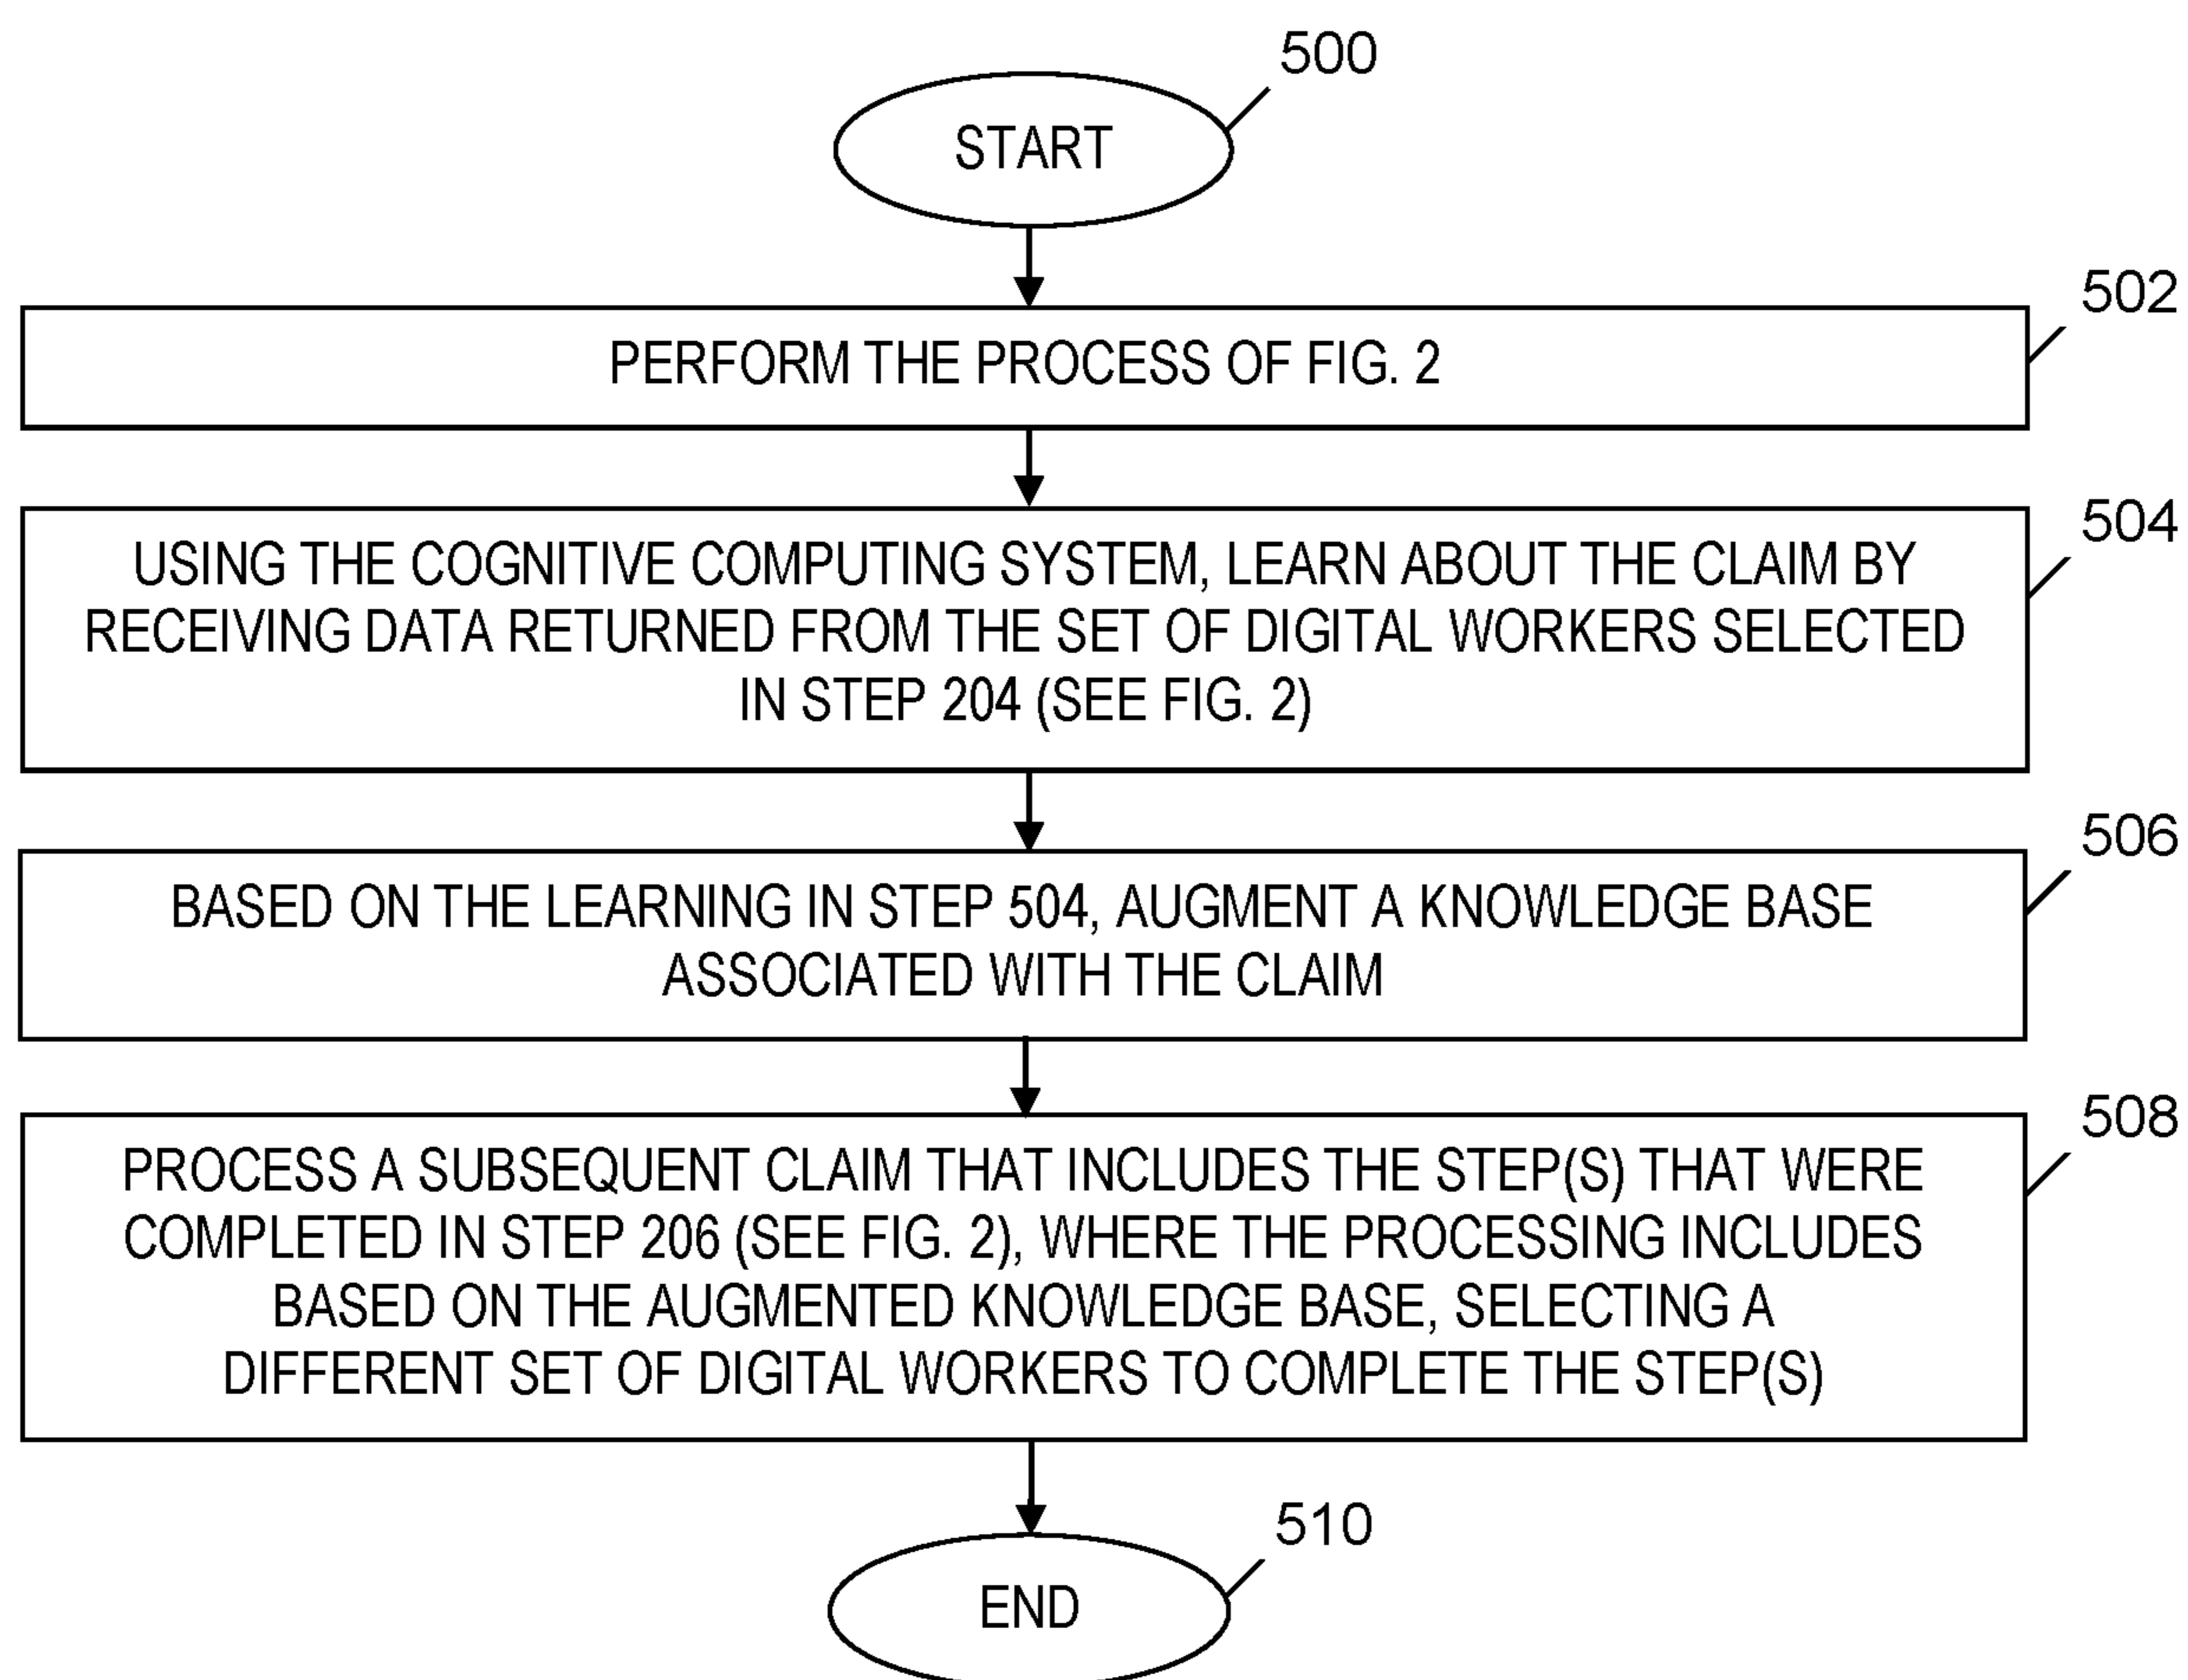 500
START
502
PERFORM THE PROCESS OF FIG. 2
504
USING THE COGNITIVE COMPUTING SYSTEM, LEARN ABOUT THE CLAIM BY
RECEIVING DATA RETURNED FROM THE SET OF DIGITAL WORKERS SELECTED
IN STEP 204 (SEE FIG. 2)
506
BASED ON THE LEARNING IN STEP 504, AUGMENT A KNOWLEDGE BASE
ASSOCIATED WITH THE CLAIM
508
PROCESS A SUBSEQUENT CLAIM THAT INCLUDES THE STEP(S) THAT WERE
COMPLETED IN STEP 206 (SEE FIG. 2), WHERE THE PROCESSING INCLUDES
BASED ON THE AUGMENTED KNOWLEDGE BASE, SELECTING A
DIFFERENT SET OF DIGITAL WORKERS TO COMPLETE THE STEP(S)
510
END